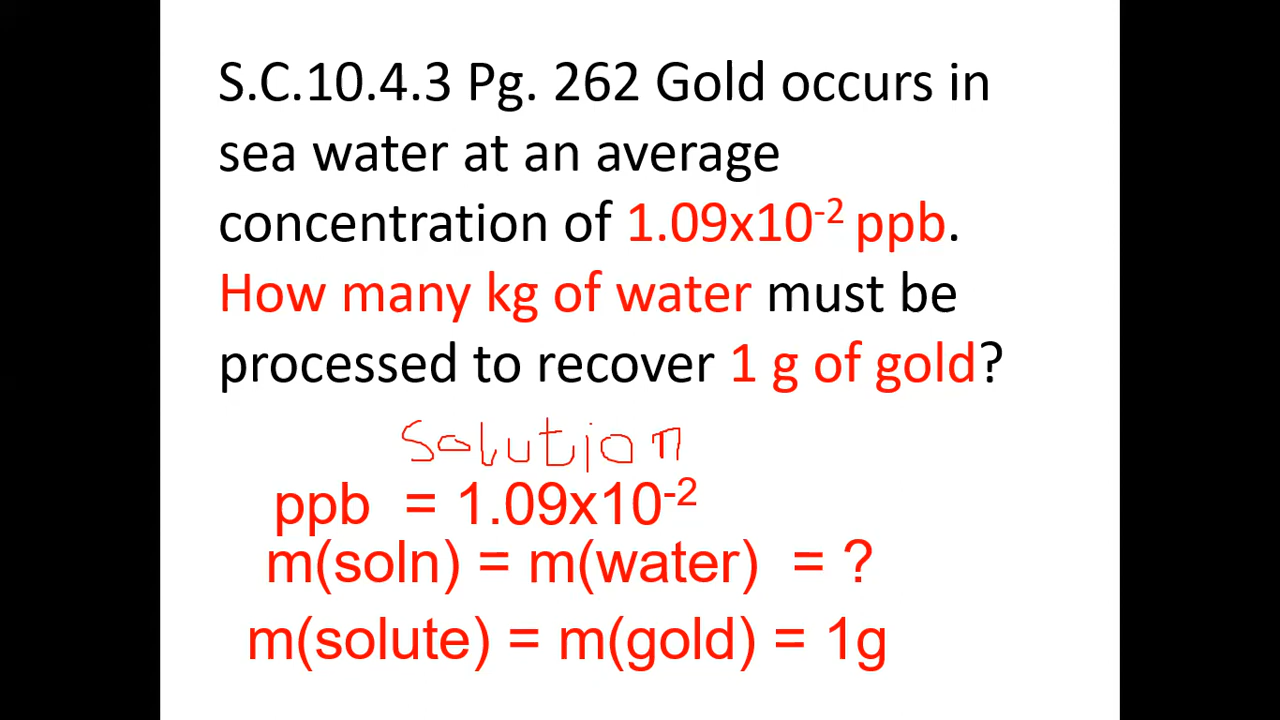 S.C.10.4.3 Pg. 262 Gold occurs in
sea water at an average
concentration of 1.09x10⁻² ppb.
How many kg of water must be
processed to recover 1 g of gold?
Solution
ppb = 1.09x10⁻²
m(soln) = m(water) = ?
m(solute) = m(gold) = 1g